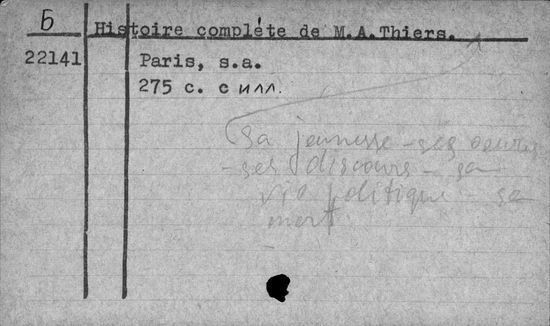 Б
Histoire complète de M.A.Thiers.
22141
Paris, s.a.
275 с. с илл.
sa jeunesse - ses oeuvres
- ses discours - sa
vie politique - sa
mort